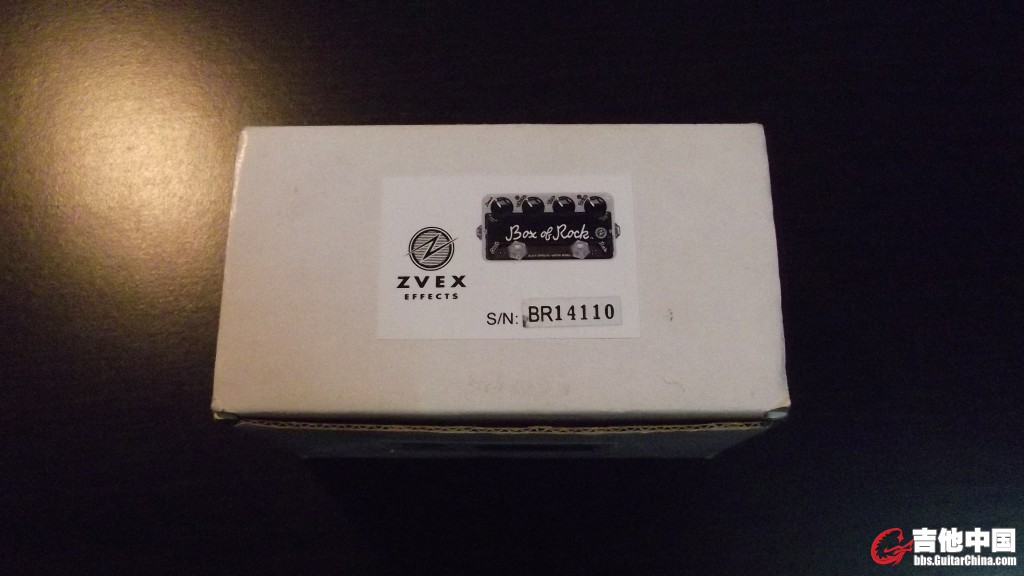 Box of Rock
ZVEX
EFFECTS
S/N: BR14110
吉他中国
bbs.GuitarChina.com